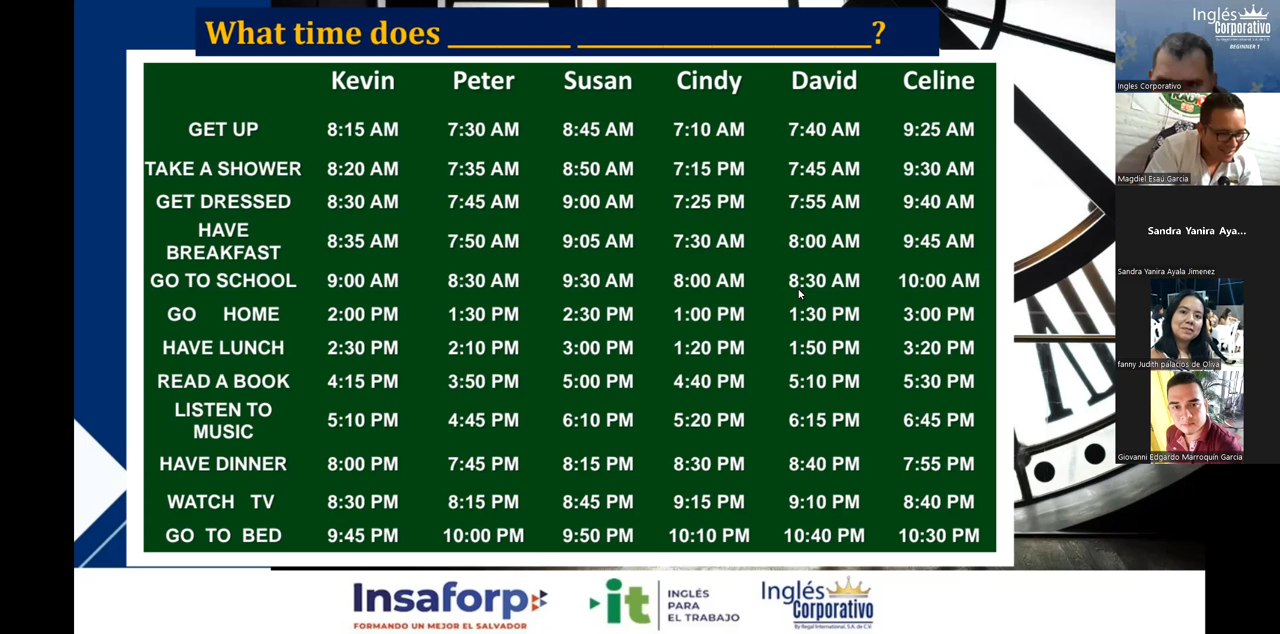 What time does __________ ________________________?
Kevin Peter Susan Cindy David Celine
GET UP 8:15 AM 7:30 AM 8:45 AM 7:10 AM 7:40 AM 9:25 AM
TAKE A SHOWER 8:20 AM 7:35 AM 8:50 AM 7:15 PM 7:45 AM 9:30 AM
GET DRESSED 8:30 AM 7:45 AM 9:00 AM 7:25 PM 7:55 AM 9:40 AM
HAVE
BREAKFAST 8:35 AM 7:50 AM 9:05 AM 7:30 AM 8:00 AM 9:45 AM
GO TO SCHOOL 9:00 AM 8:30 AM 9:30 AM 8:00 AM 8:30 AM 10:00 AM
GO HOME 2:00 PM 1:30 PM 2:30 PM 1:00 PM 1:30 PM 3:00 PM
HAVE LUNCH 2:30 PM 2:10 PM 3:00 PM 1:20 PM 1:50 PM 3:20 PM
READ A BOOK 4:15 PM 3:50 PM 5:00 PM 4:40 PM 5:10 PM 5:30 PM
LISTEN TO
MUSIC 5:10 PM 4:45 PM 6:10 PM 5:20 PM 6:15 PM 6:45 PM
HAVE DINNER 8:00 PM 7:45 PM 8:15 PM 8:30 PM 8:40 PM 7:55 PM
WATCH TV 8:30 PM 8:15 PM 8:45 PM 9:15 PM 9:10 PM 8:40 PM
GO TO BED 9:45 PM 10:00 PM 9:50 PM 10:10 PM 10:40 PM 10:30 PM
Insaforp
FORMANDO UN MEJOR EL SALVADOR
it
INGLÉS
PARA
EL TRABAJO
Inglés
Corporativo
By Regal International, S.A. de C.V.
Inglés
Corporativo
By Regal International, S.A. de C.V.
BEGINNER 1
Ingles Corporativo
Magdiel Esaú Garcia
Sandra Yanira Aya...
Sandra Yanira Ayala Jimenez
fanny Judith palacios de Oliva
Giovanni Edgardo Marroquín Garcia